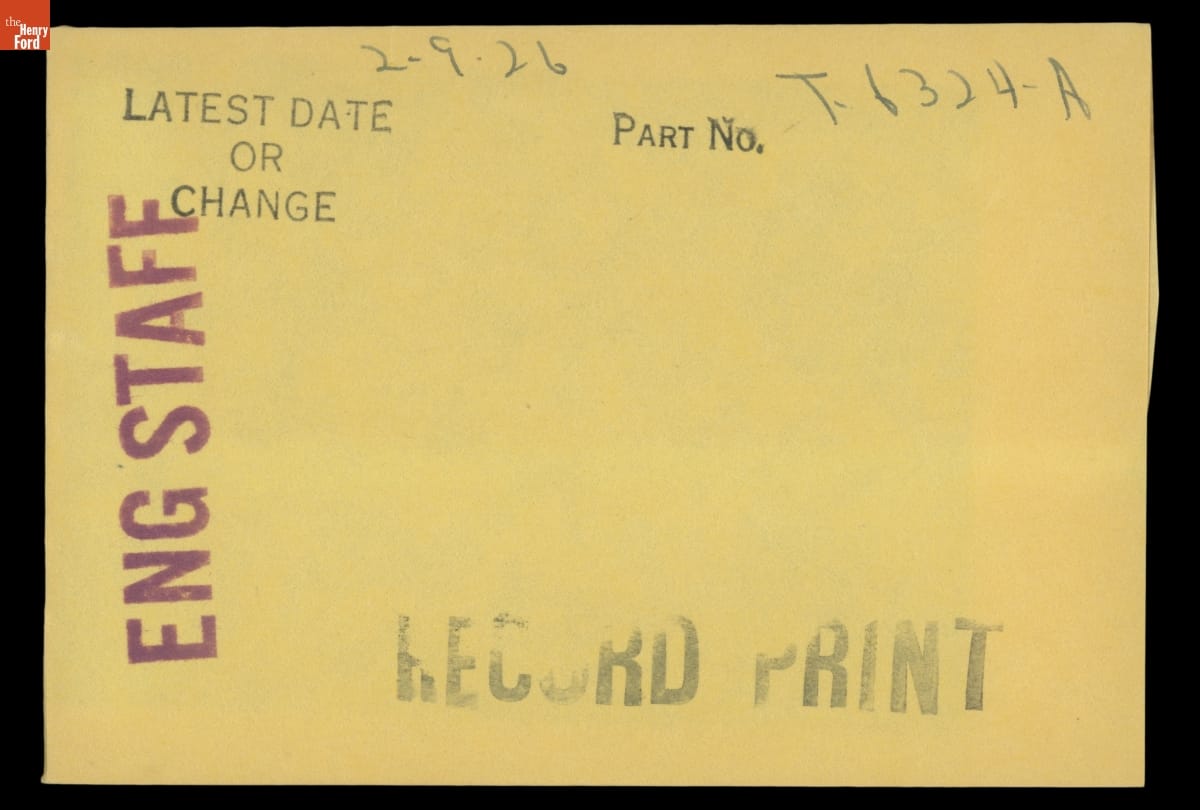 the
Henry
Ford
2-9-26
T-6324-A
LATEST DATE
OR
CHANGE
PART NO.
ENG STAFF
RECORD PRINT